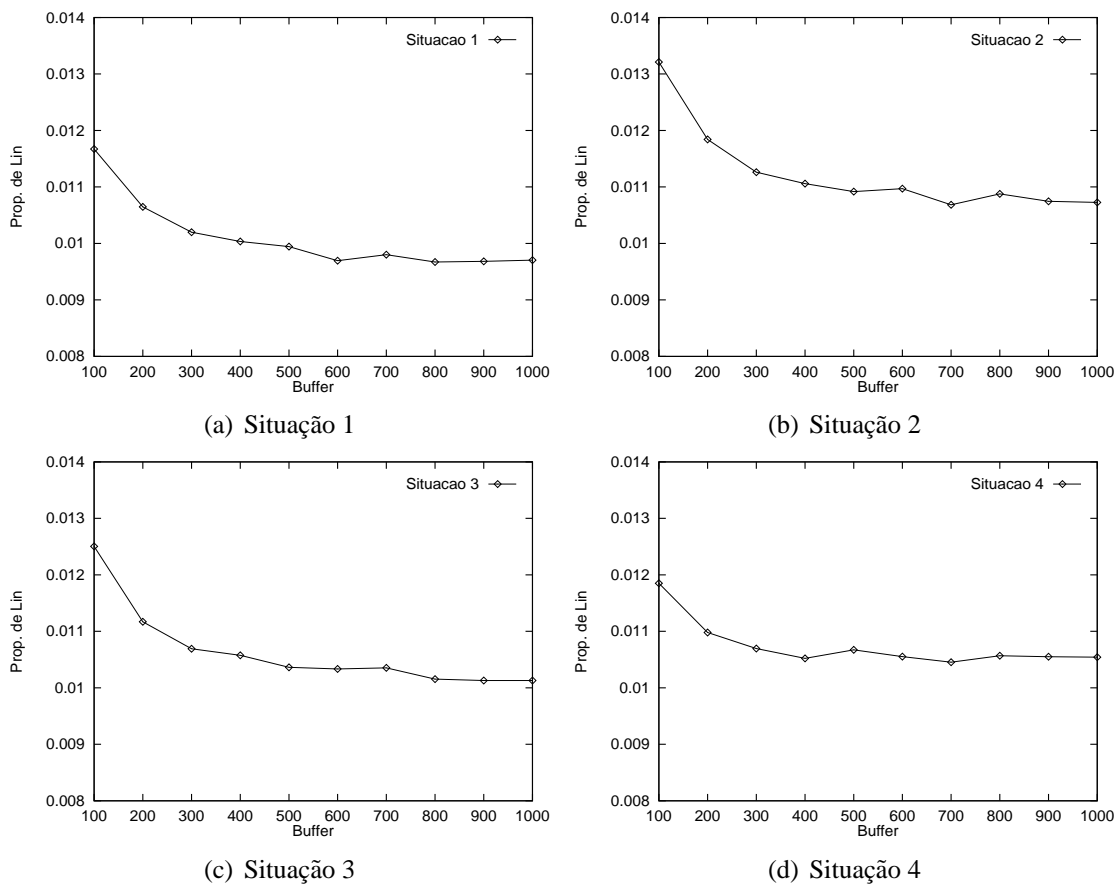 0.014
0.013
0.012
0.011
0.01
0.009
0.008
100 200 300 400 500 600 700 800 900 1000
Prop. de Lin
Buffer
Situacao 1
(a) Situação 1
0.014
0.013
0.012
0.011
0.01
0.009
0.008
100 200 300 400 500 600 700 800 900 1000
Prop. de Lin
Buffer
Situacao 2
(b) Situação 2
0.014
0.013
0.012
0.011
0.01
0.009
0.008
100 200 300 400 500 600 700 800 900 1000
Prop. de Lin
Buffer
Situacao 3
(c) Situação 3
0.014
0.013
0.012
0.011
0.01
0.009
0.008
100 200 300 400 500 600 700 800 900 1000
Prop. de Lin
Buffer
Situacao 4
(d) Situação 4